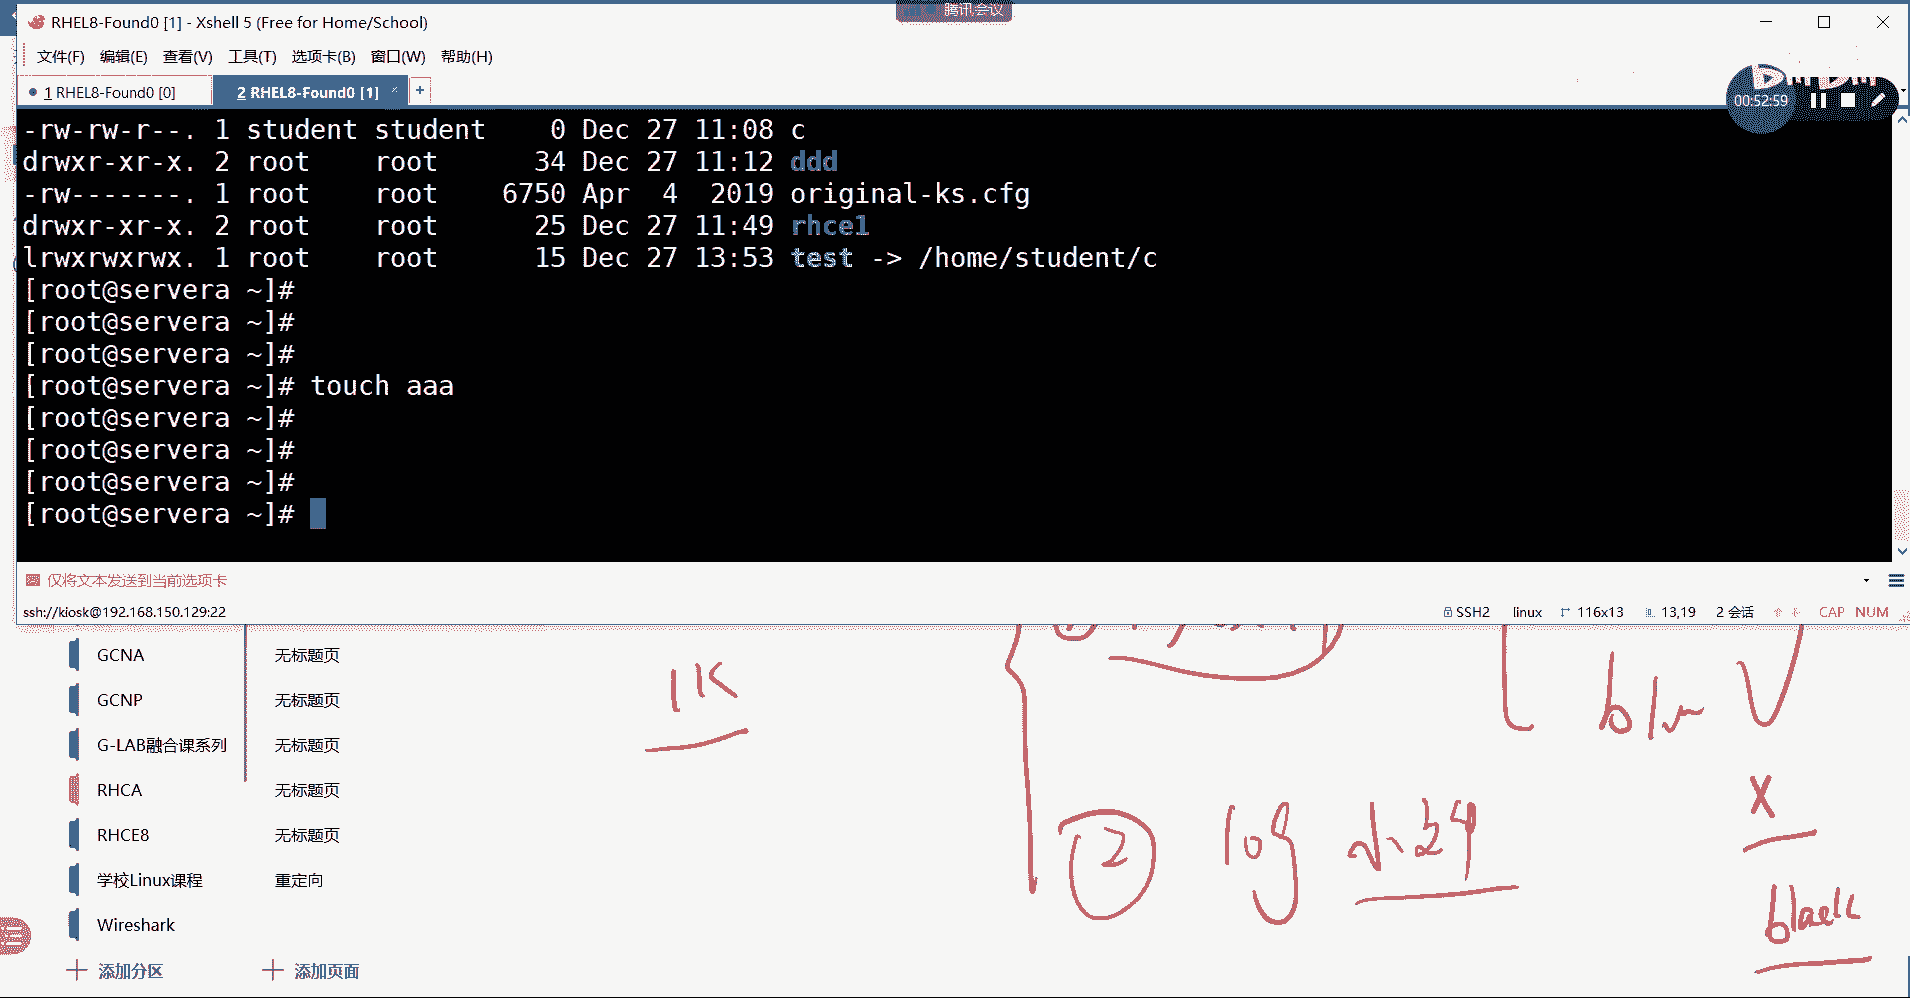 腾讯会议
RHEL8-Found0 [1] - Xshell 5 (Free for Home/School)
文件(F) 编辑(E) 查看(V) 工具(T) 选项卡(B) 窗口(W) 帮助(H)
1 RHEL8-Found0 [0] 2 RHEL8-Found0 [1] × +
00:52:59
-rw-rw-r--. 1 student student 0 Dec 27 11:08 c
drwxr-xr-x. 2 root root 34 Dec 27 11:12 ddd
-rw-------. 1 root root 6750 Apr 4 2019 original-ks.cfg
drwxr-xr-x. 2 root root 25 Dec 27 11:49 rhce1
lrwxrwxrwx. 1 root root 15 Dec 27 13:53 test -> /home/student/c
[root@servera ~]#
[root@servera ~]#
[root@servera ~]#
[root@servera ~]# touch aaa
[root@servera ~]#
[root@servera ~]#
[root@servera ~]#
[root@servera ~]#
仅将文本发送到当前选项卡
ssh://kiosk@192.168.150.129:22 SSH2 linux 116x13 13,19 2 会话 CAP NUM
GCNA 无标题页
GCNP 无标题页
G-LAB融合课系列 无标题页
RHCA 无标题页
RHCE8 无标题页
学校Linux课程 重定向
Wireshark
添加分区 添加页面
1K
X
2 log